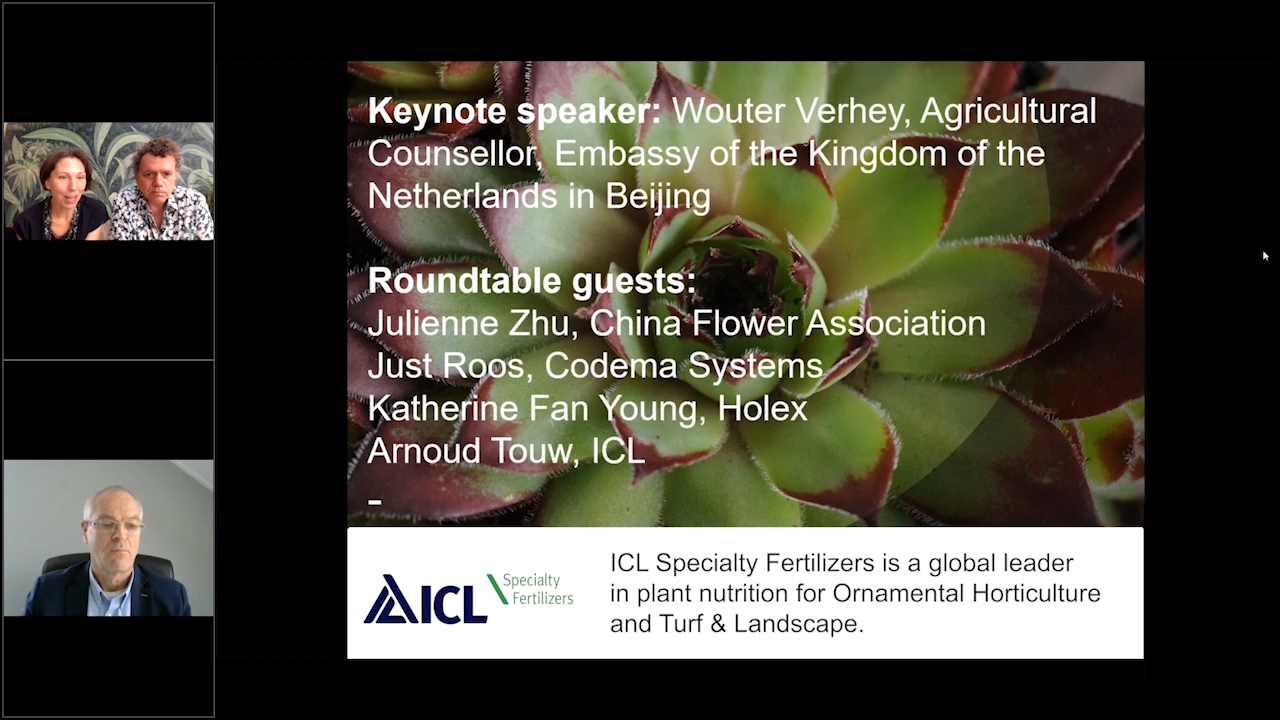 Keynote speaker: Wouter Verhey, Agricultural
Counsellor, Embassy of the Kingdom of the
Netherlands in Beijing
Roundtable guests:
Julienne Zhu, China Flower Association
Just Roos, Codema Systems
Katherine Fan Young, Holex
Arnoud Touw, ICL
-
ICL Specialty
Fertilizers
ICL Specialty Fertilizers is a global leader
in plant nutrition for Ornamental Horticulture
and Turf & Landscape.